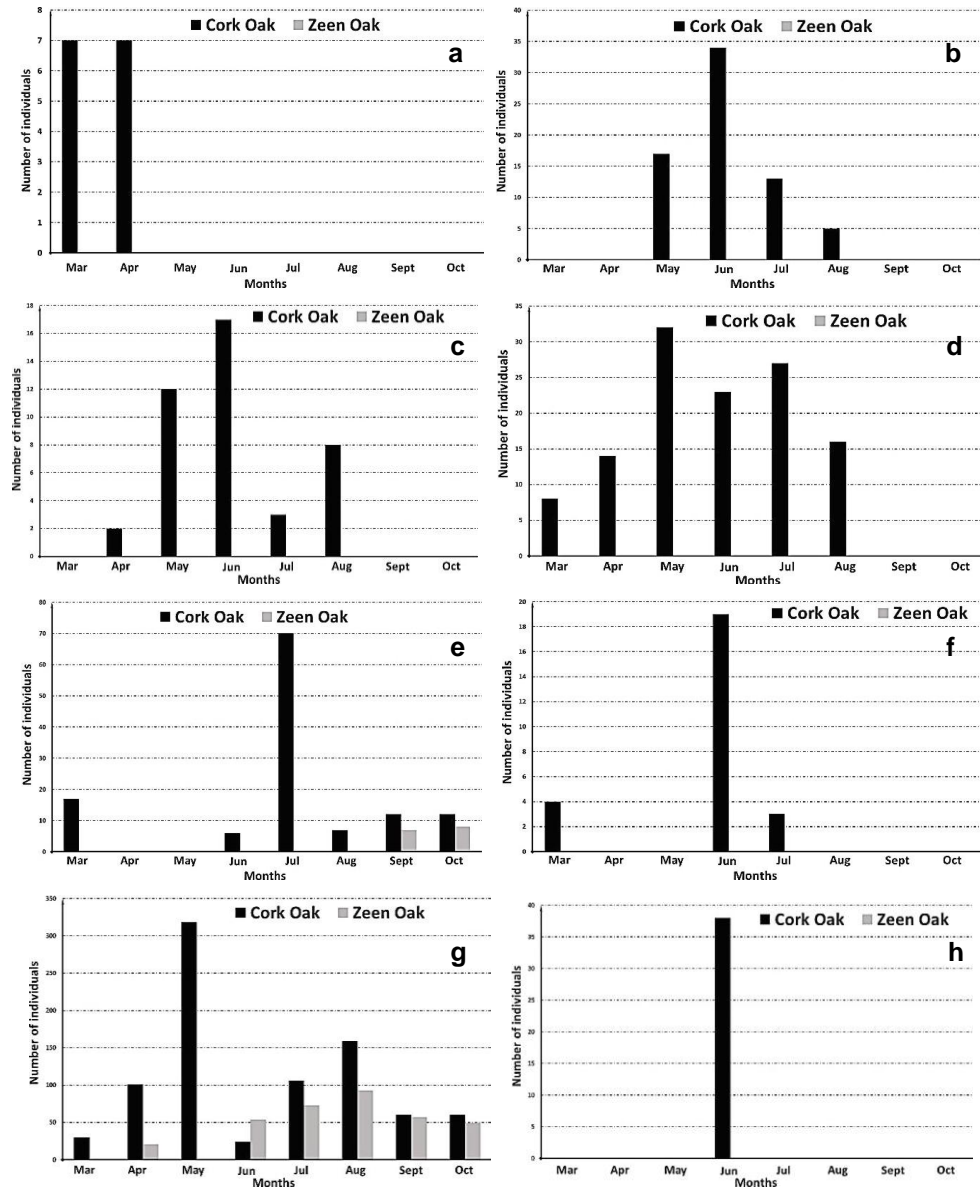 Cork Oak Zeen Oak
a
Number of individuals
8
7
6
5
4
3
2
1
0
Mar Apr May Jun Jul Aug Sept Oct
Months
Cork Oak Zeen Oak
b
Number of individuals
40
35
30
25
20
15
10
5
0
Mar Apr May Jun Jul Aug Sept Oct
Months
Cork Oak Zeen Oak
c
Number of individuals
18
16
14
12
10
8
6
4
2
0
Mar Apr May Jun Jul Aug Sept Oct
Months
Cork Oak Zeen Oak
d
Number of individuals
35
30
25
20
15
10
5
0
Mar Apr May Jun Jul Aug Sept Oct
Months
Cork Oak Zeen Oak
e
Number of individuals
80
70
60
50
40
30
20
10
0
Mar Apr May Jun Jul Aug Sept Oct
Months
Cork Oak Zeen Oak
f
Number of individuals
20
18
16
14
12
10
8
6
4
2
0
Mar Apr May Jun Jul Aug Sept Oct
Months
Cork Oak Zeen Oak
g
Number of individuals
350
300
250
200
150
100
50
0
Mar Apr May Jun Jul Aug Sept Oct
Months
Cork Oak Zeen Oak
h
Number of individuals
40
35
30
25
20
15
10
5
0
Mar Apr May Jun Jul Aug Sept Oct
Months